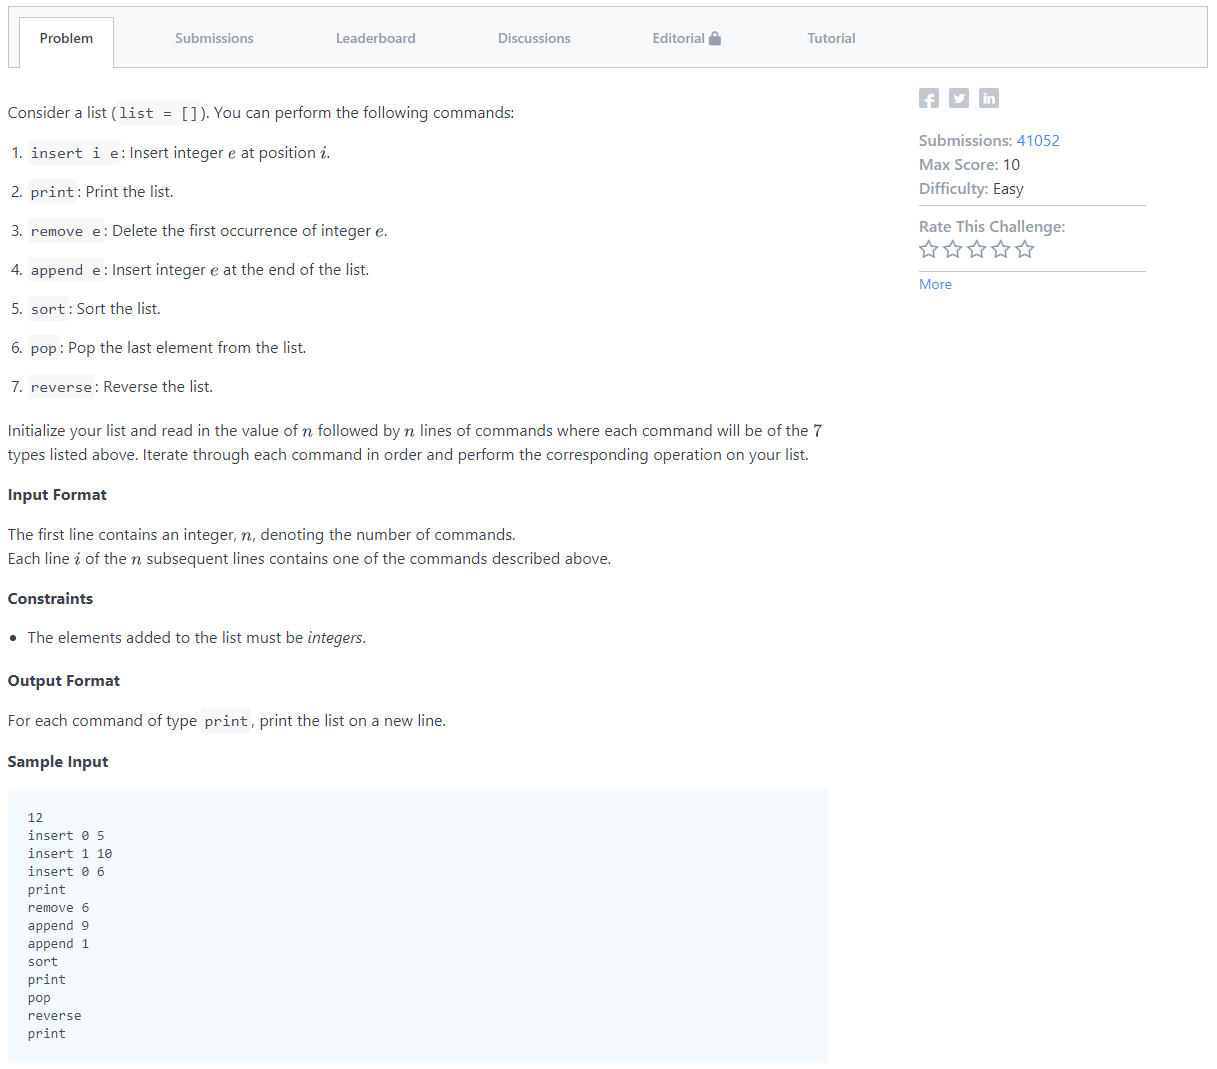 Problem
Submissions
Leaderboard
Discussions
Editorial
Tutorial
Consider a list (list = []). You can perform the following commands:
1. insert i e: Insert integer e at position i.
2. print: Print the list.
3. remove e: Delete the first occurrence of integer e.
4. append e: Insert integer e at the end of the list.
5. sort: Sort the list.
6. pop: Pop the last element from the list.
7. reverse: Reverse the list.
Initialize your list and read in the value of n followed by n lines of commands where each command will be of the 7
types listed above. Iterate through each command in order and perform the corresponding operation on your list.
Input Format
The first line contains an integer, n, denoting the number of commands.
Each line i of the n subsequent lines contains one of the commands described above.
Constraints
• The elements added to the list must be integers.
Output Format
For each command of type print, print the list on a new line.
Sample Input
12
insert 0 5
insert 1 10
insert 0 6
print
remove 6
append 9
append 1
sort
print
pop
reverse
print
Submissions: 41052
Max Score: 10
Difficulty: Easy
Rate This Challenge:
More